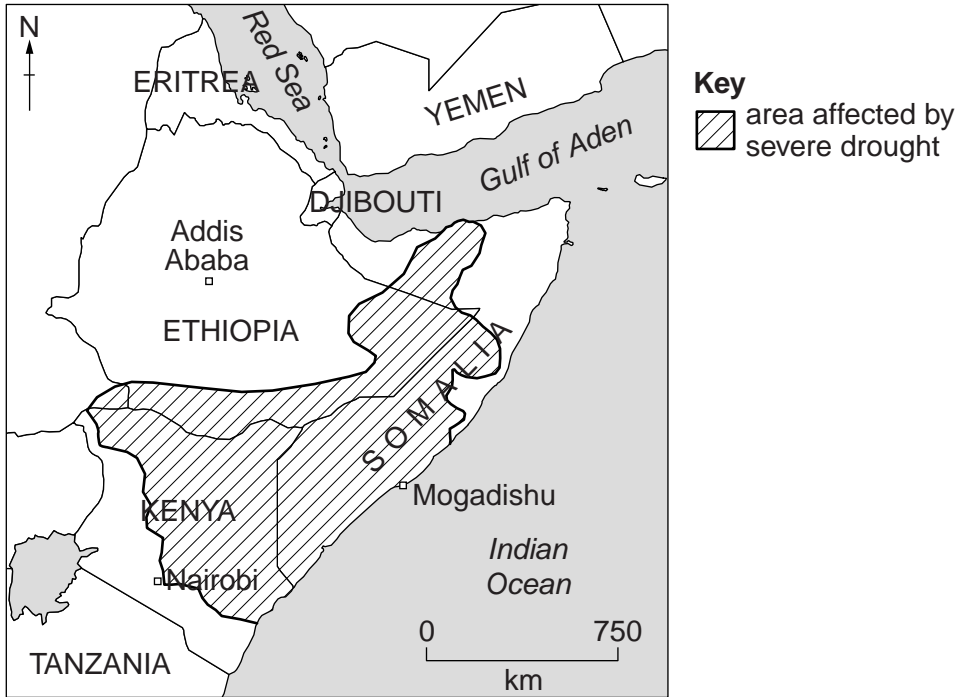 N
Red Sea
ERITREA
YEMEN
Gulf of Aden
DJIBOUTI
Addis
Ababa
ETHIOPIA
SOMALIA
Mogadishu
KENYA
Nairobi
Indian
Ocean
TANZANIA
0 750
km
Key
area affected by
severe drought